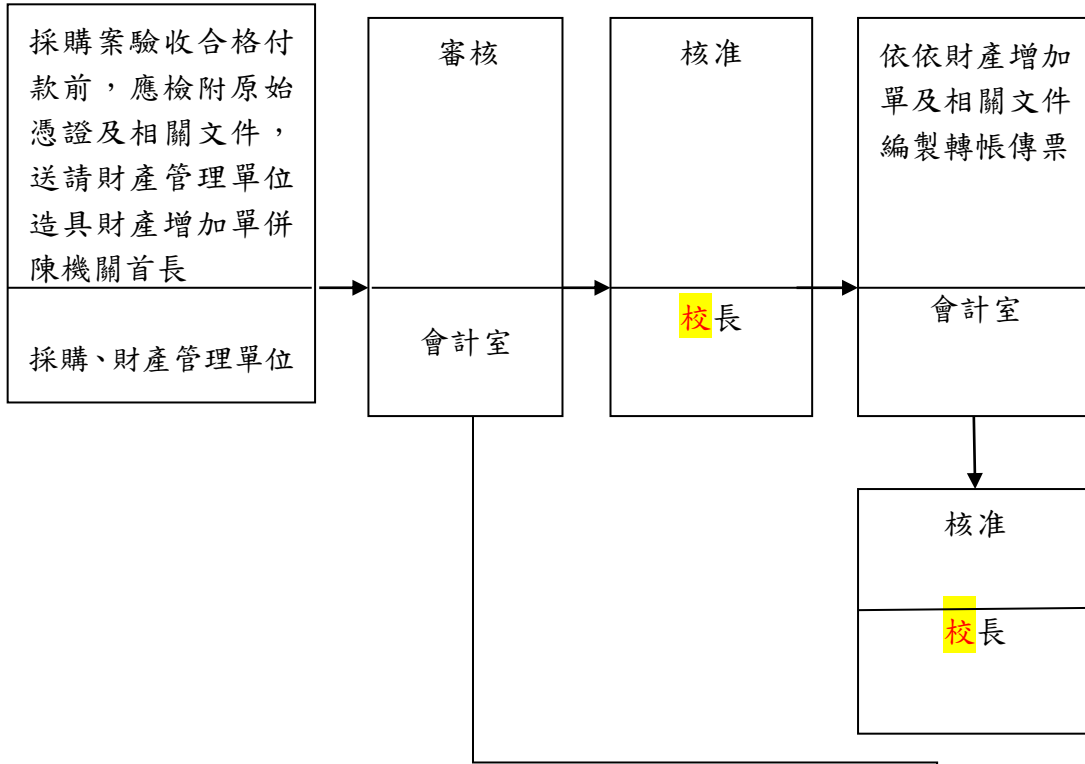 採購案驗收合格付
款前，應檢附原始
憑證及相關文件，
送請財產管理單位
造具財產增加單併
陳機關首長
採購、財產管理單位
審核
會計室
核准
校長
依依財產增加
單及相關文件
編製轉帳傳票
會計室
核准
校長